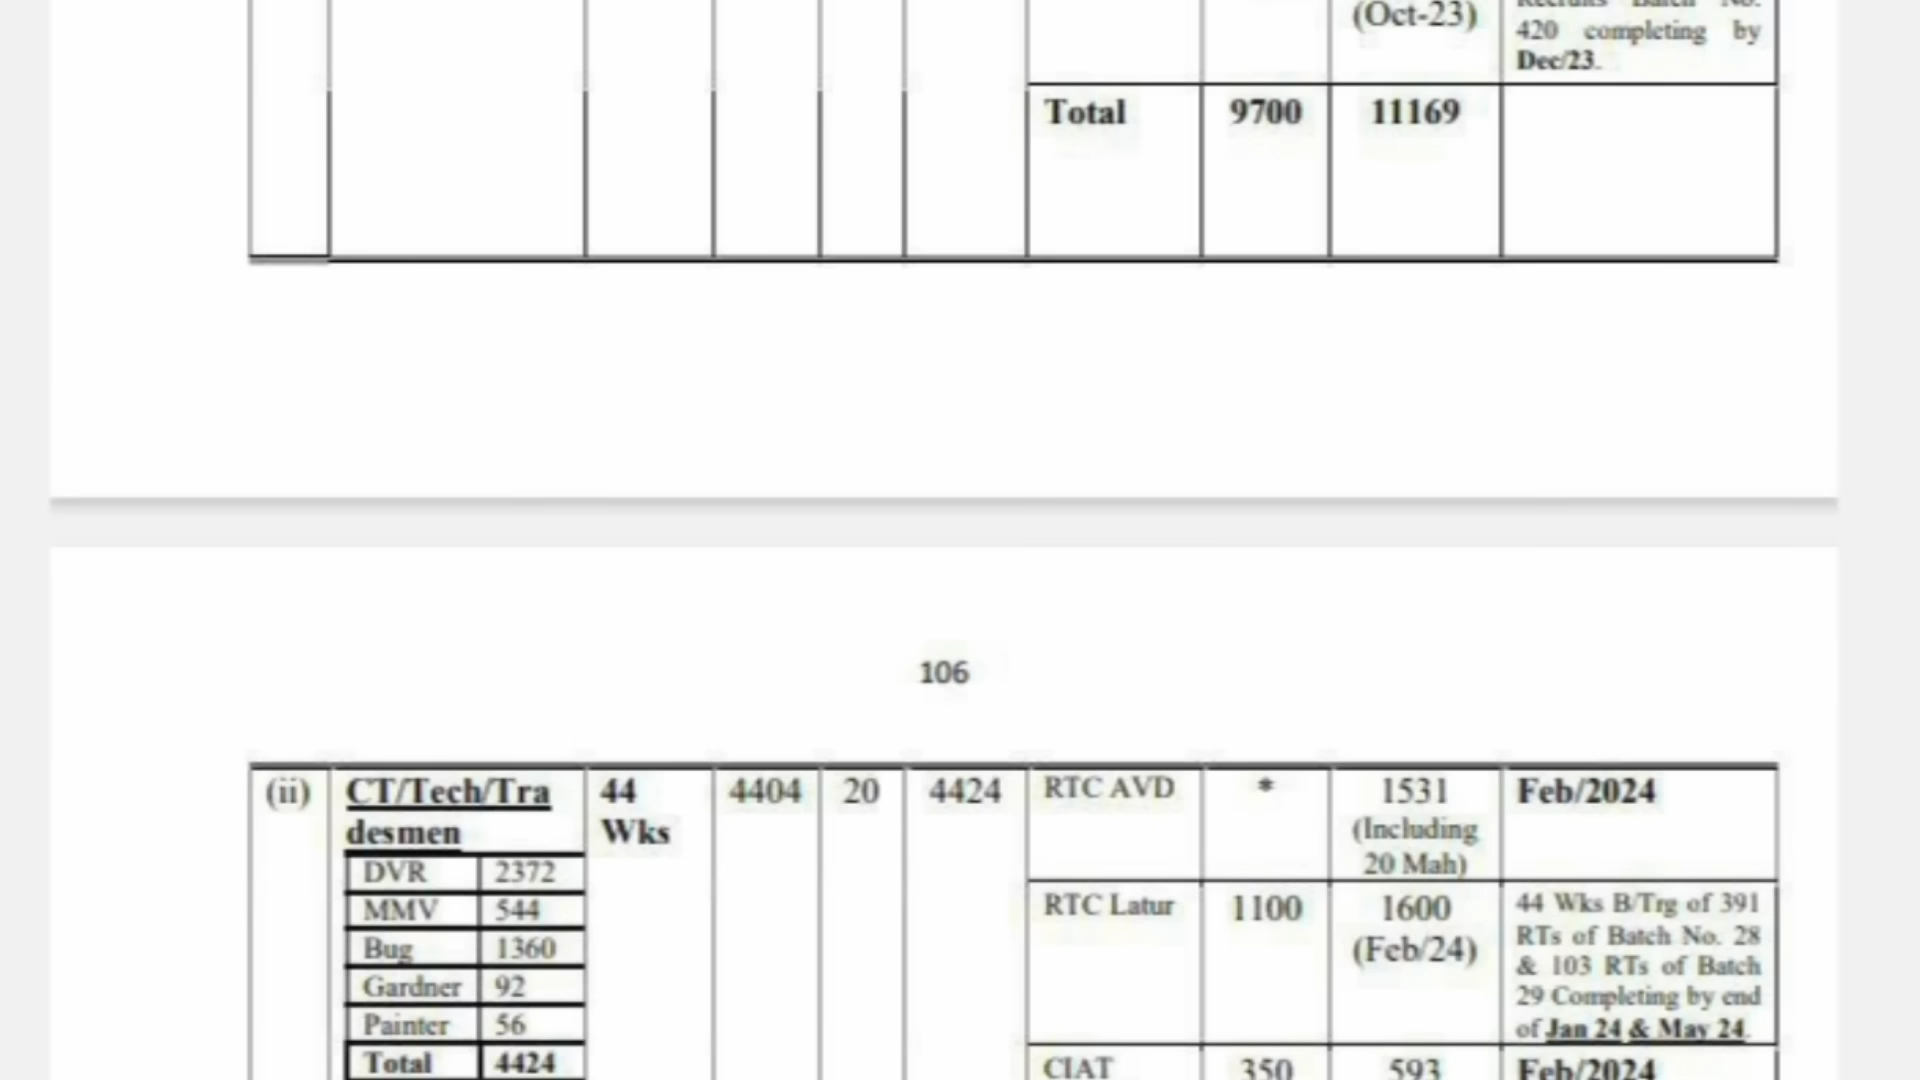 (Oct-23)
Recruits Batch No.
420 completing by
Dec/23.
Total 9700 11169
106
(ii) CT/Tech/Tra 44 4404 20 4424 RTC AVD * 1531 Feb/2024
desmen Wks (Including
20 Mah)
DVR 2372
MMV 544
Bug 1360
Gardner 92
Painter 56
Total 4424
RTC Latur 1100 1600 44 Wks B/Trg of 391
(Feb/24) RTs of Batch No. 28
& 103 RTs of Batch
29 Completing by end
of Jan 24 & May 24.
CIAT 350 593 Feb/2024